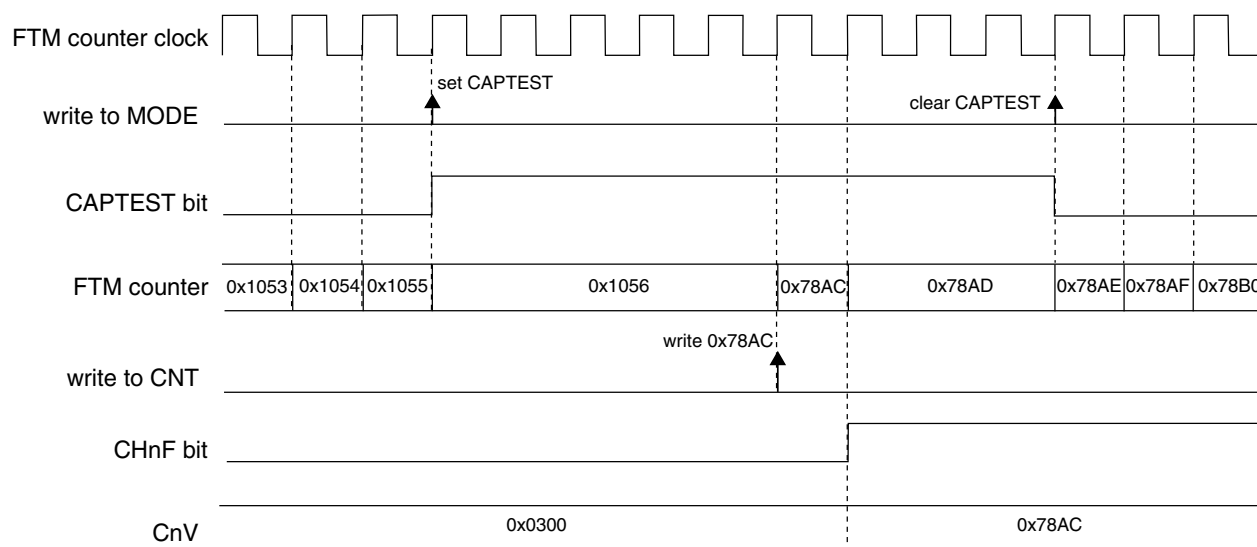 FTM counter clock
set CAPTEST
write to MODE
clear CAPTEST
CAPTEST bit
FTM counter 0x1053 0x1054 0x1055 0x1056 0x78AC 0x78AD 0x78AE 0x78AF 0x78B0
write 0x78AC
write to CNT
CHnF bit
CnV 0x0300 0x78AC